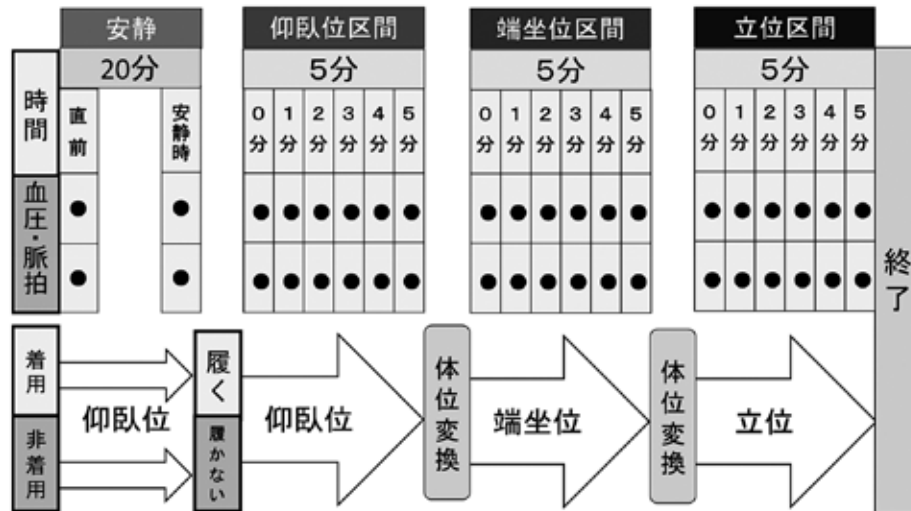 安静
仰臥位区間
端坐位区間
立位区間
20分
5分
5分
5分
時間
直前
安静時
0分
1分
2分
3分
4分
5分
0分
1分
2分
3分
4分
5分
0分
1分
2分
3分
4分
5分
血圧・脈拍
終了
着用
非着用
仰臥位
履く
履かない
仰臥位
体位変換
端坐位
体位変換
立位